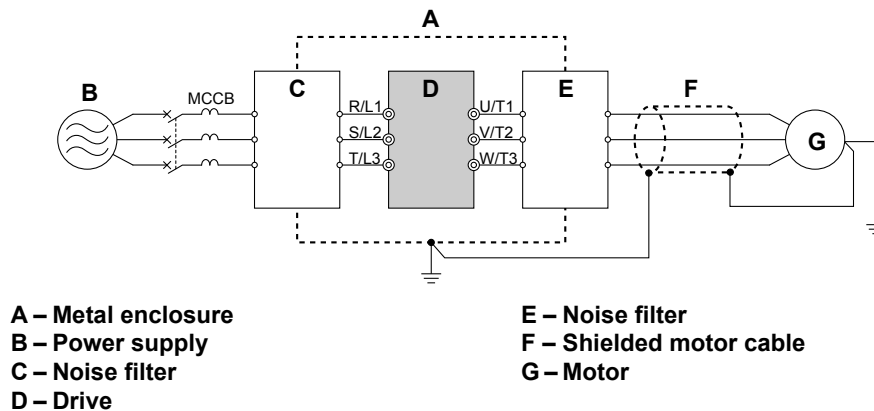 A
B
MCCB
C
R/L1
S/L2
T/L3
D
U/T1
V/T2
W/T3
E
F
G
A – Metal enclosure
B – Power supply
C – Noise filter
D – Drive
E – Noise filter
F – Shielded motor cable
G – Motor